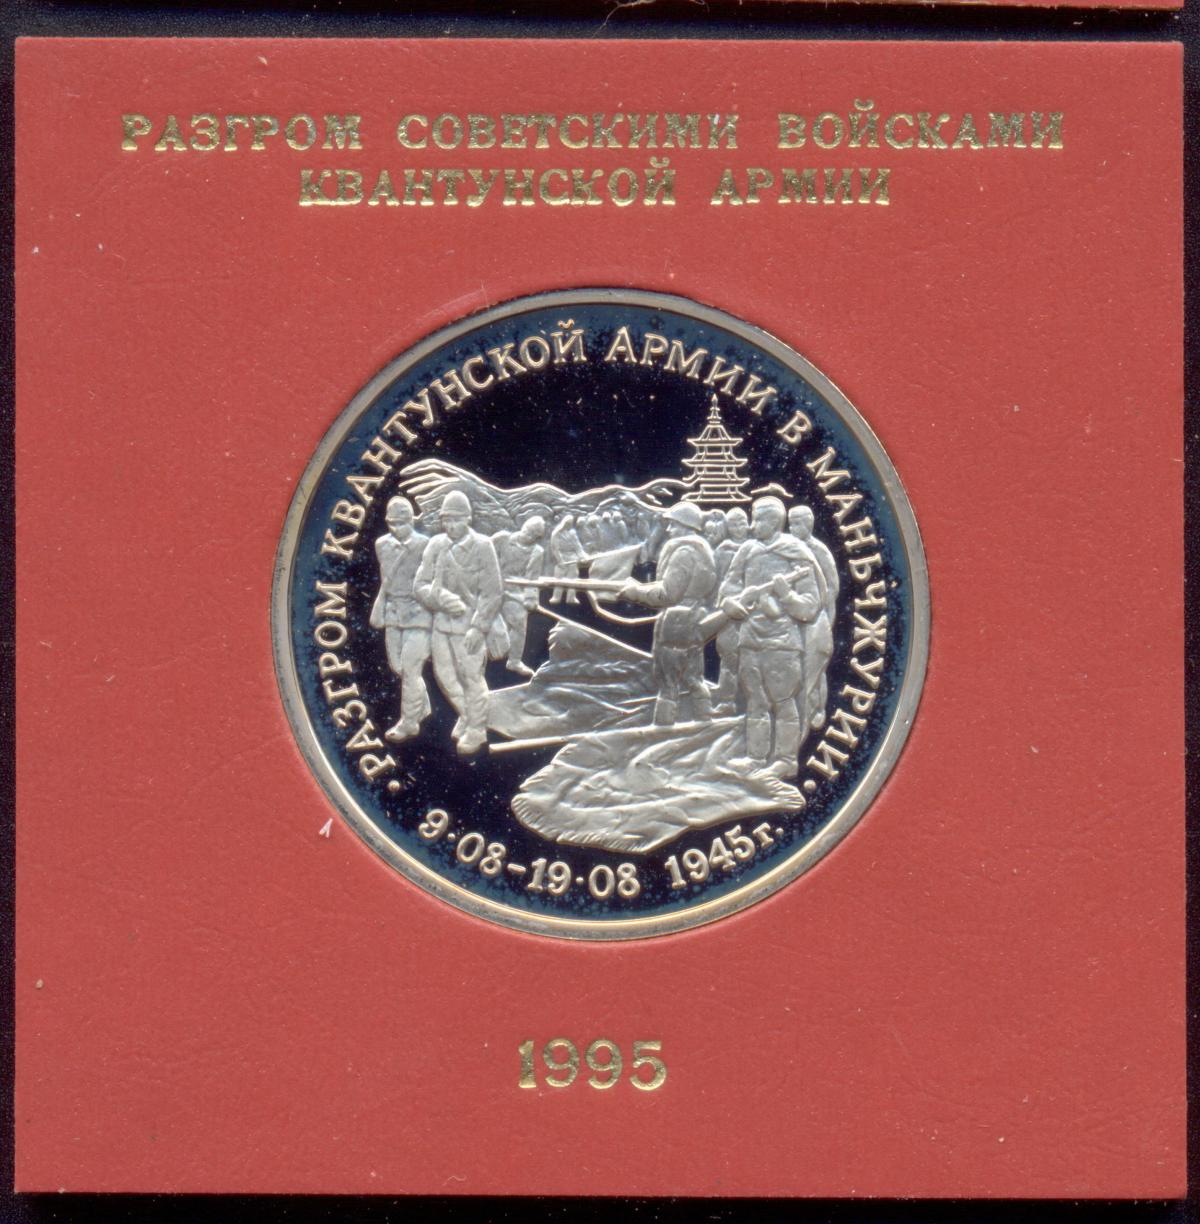 РАЗГРОМ СОВЕТСКИМИ ВОЙСКАМИ
КВАНТУНСКОЙ АРМИИ
· РАЗГРОМ КВАНТУНСКОЙ АРМИИ В МАНЬЧЖУРИИ ·
9·08-19·08 1945г.
1995